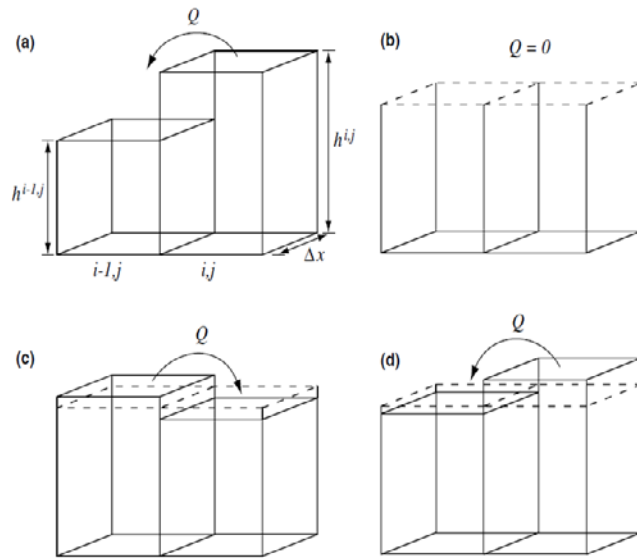 (a)
Q
h^{i-1,j}
h^{i,j}
i-1,j
i,j
Δx
(b)
Q = 0
(c)
Q
(d)
Q